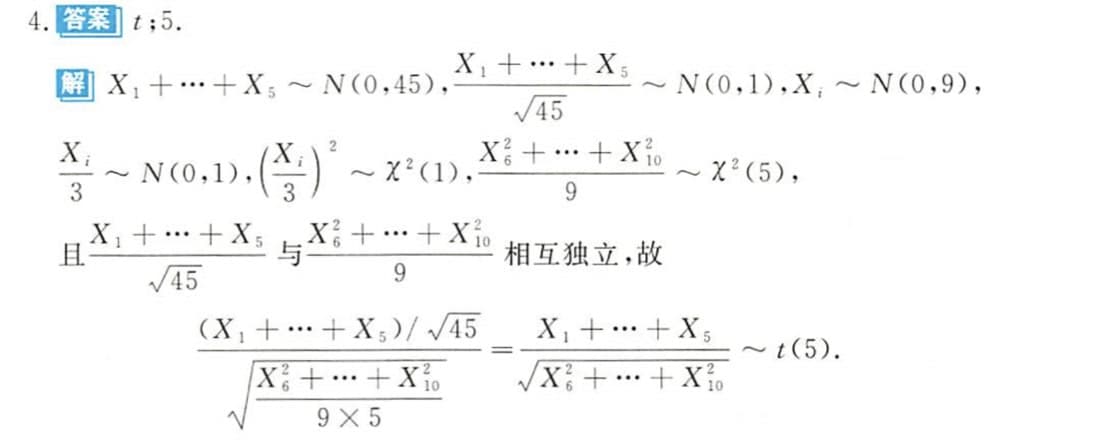 4. 答案 t;5.
解 X₁+⋯+X₅～N(0,45), (X₁+⋯+X₅)/√45～N(0,1),Xᵢ～N(0,9),
Xᵢ/3～N(0,1),(Xᵢ/3)²～χ²(1),(X₆²+⋯+X₁₀²)/9～χ²(5),
且(X₁+⋯+X₅)/√45与(X₆²+⋯+X₁₀²)/9相互独立,故
((X₁+⋯+X₅)/√45)/√((X₆²+⋯+X₁₀²)/(9×5))=(X₁+⋯+X₅)/√(X₆²+⋯+X₁₀²)～t(5).